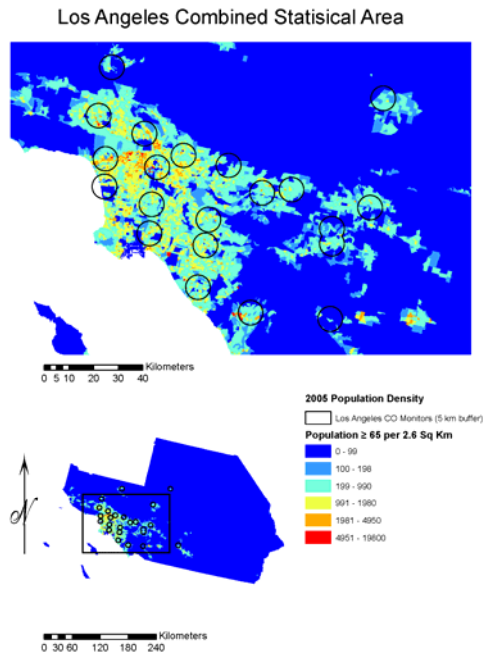 Los Angeles Combined Statisical Area
Kilometers
0 5 10 20 30 40
2005 Population Density
Los Angeles CO Monitors (5 km buffer)
Population ≥ 65 per 2.6 Sq Km
0 - 99
100 - 198
199 - 990
991 - 1980
1981 - 4950
4951 - 19800
N
Kilometers
0 30 60 120 180 240